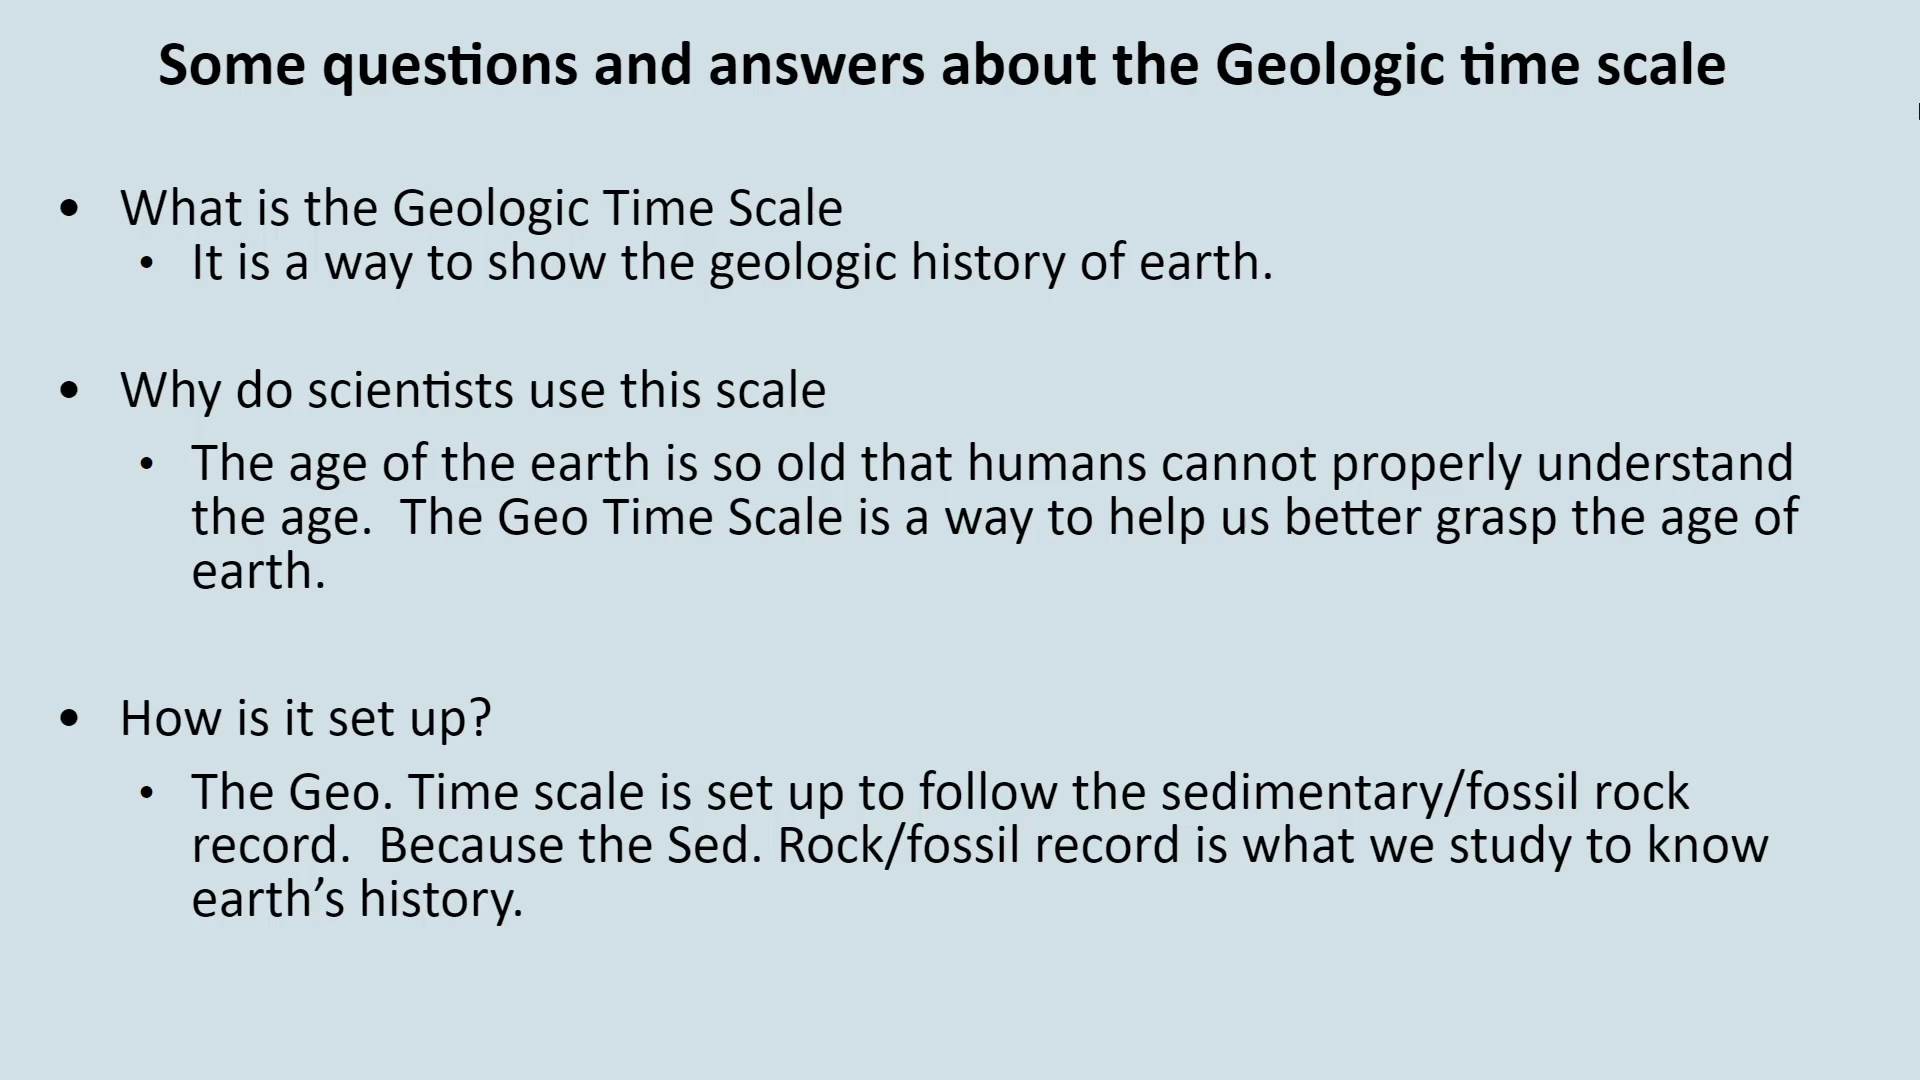 Some questions and answers about the Geologic time scale
• What is the Geologic Time Scale
• It is a way to show the geologic history of earth.
• Why do scientists use this scale
• The age of the earth is so old that humans cannot properly understand
the age.  The Geo Time Scale is a way to help us better grasp the age of
earth.
• How is it set up?
• The Geo. Time scale is set up to follow the sedimentary/fossil rock
record.  Because the Sed. Rock/fossil record is what we study to know
earth’s history.